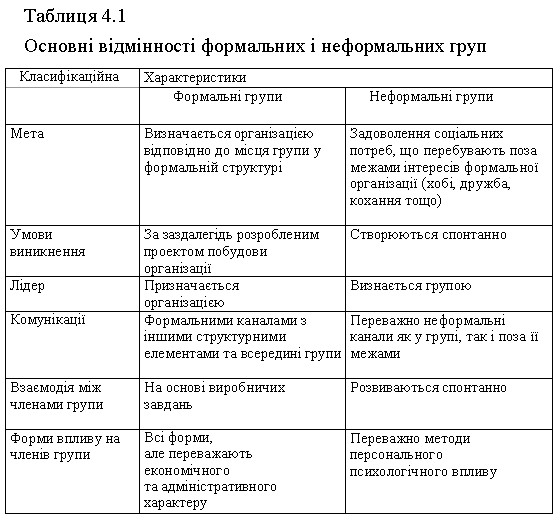 Таблиця 4.1
Основні відмінності формальних і неформальних груп
Класифікаційна
Характеристики
Формальні групи
Неформальні групи
Мета
Визначається організацією
відповідно до місця групи у
формальній структурі
Задоволення соціальних
потреб, що перебувають поза
межами інтересів формальної
організації (хобі, дружба,
кохання тощо)
Умови
виникнення
За заздалегідь розробленим
проектом побудови
організації
Створюються спонтанно
Лідер
Призначається
організацією
Визнається групою
Комунікації
Формальними каналами з
іншими структурними
елементами та всередині групи
Переважно неформальні
канали як у групі, так і поза її
межами
Взаємодія між
членами групи
На основі виробничих
завдань
Розвиваються спонтанно
Форми впливу на
членів групи
Всі форми,
але переважають
економічного
та адміністративного
характеру
Переважно методи
персонального
психологічного впливу